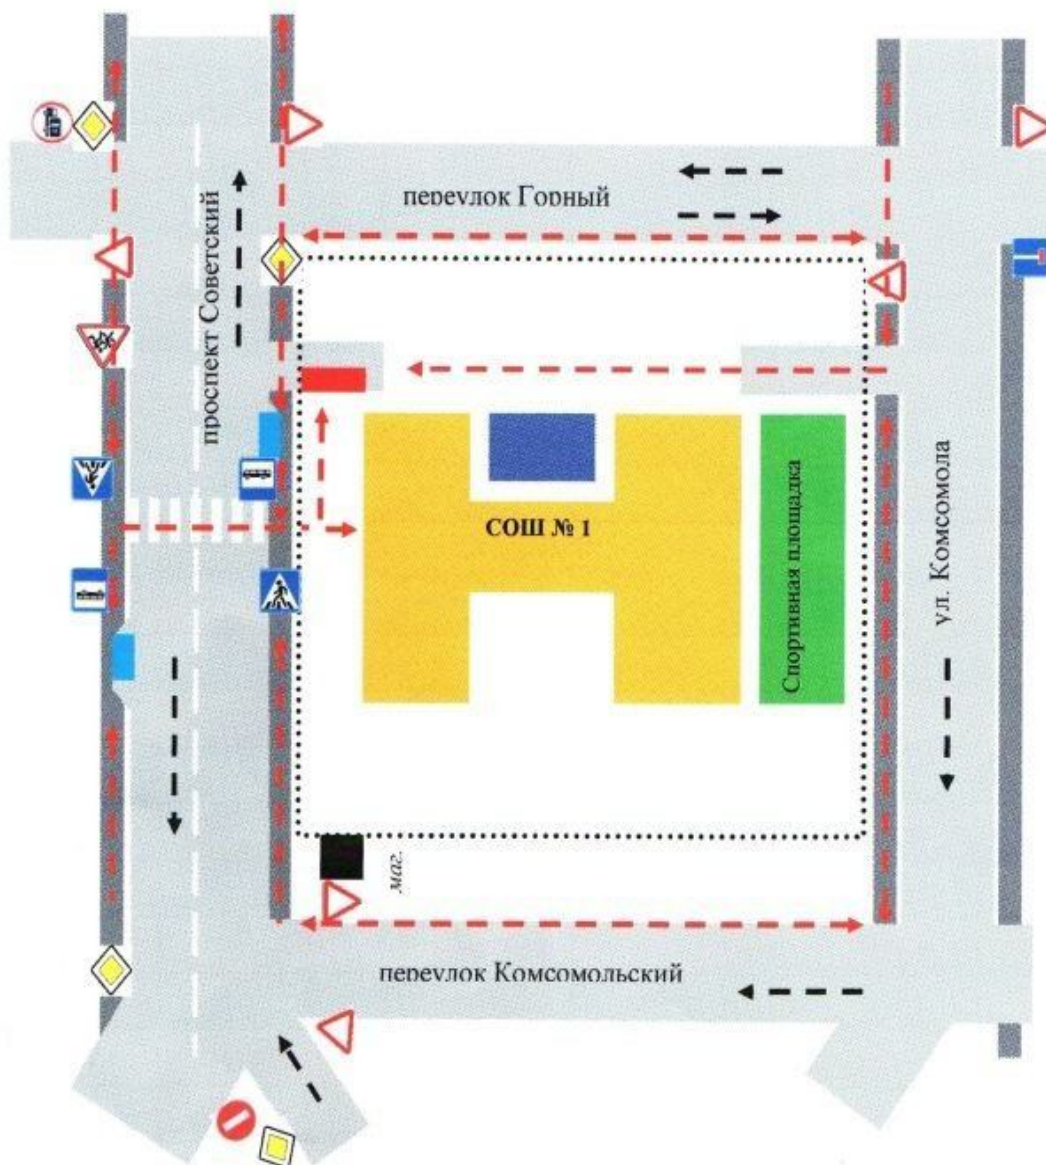 переулок Горный
проспект Советский
СОШ № 1
Спортивная площадка
ул. Комсомола
маг.
переулок Комсомольский